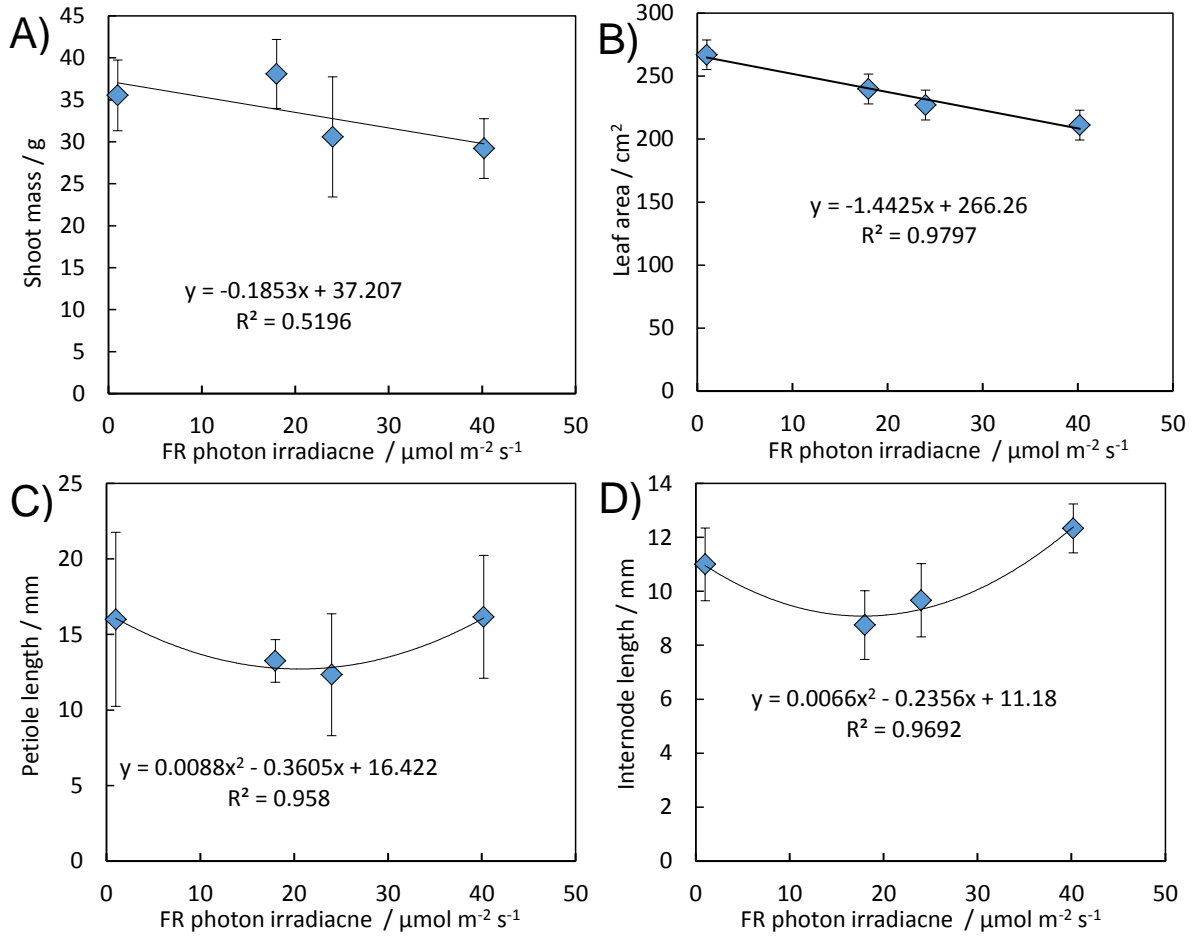 A)
45
40
35
30
25
20
15
30
5
0
Shoot mass / g
y = -0.1853x + 37.207
R² = 0.5196
0 10 20 30 40 50
FR photon irradiacne / µmol m⁻² s⁻¹
B)
300
250
200
250
200
150
100
50
0
Leaf area / cm²
y = -1.4425x + 266.26
R² = 0.9797
0 10 20 30 40 50
FR photon irradiacne / µmol m⁻² s⁻¹
C)
25
20
15
10
5
0
Petiole length / mm
y = 0.0088x² - 0.3605x + 16.422
R² = 0.958
0 10 20 30 40 50
FR photon irradiacne / µmol m⁻² s⁻¹
D)
14
12
10
8
6
4
2
0
Internode length / mm
y = 0.0066x² - 0.2356x + 11.18
R² = 0.9692
0 10 20 30 40 50
FR photon irradiacne / µmol m⁻² s⁻¹